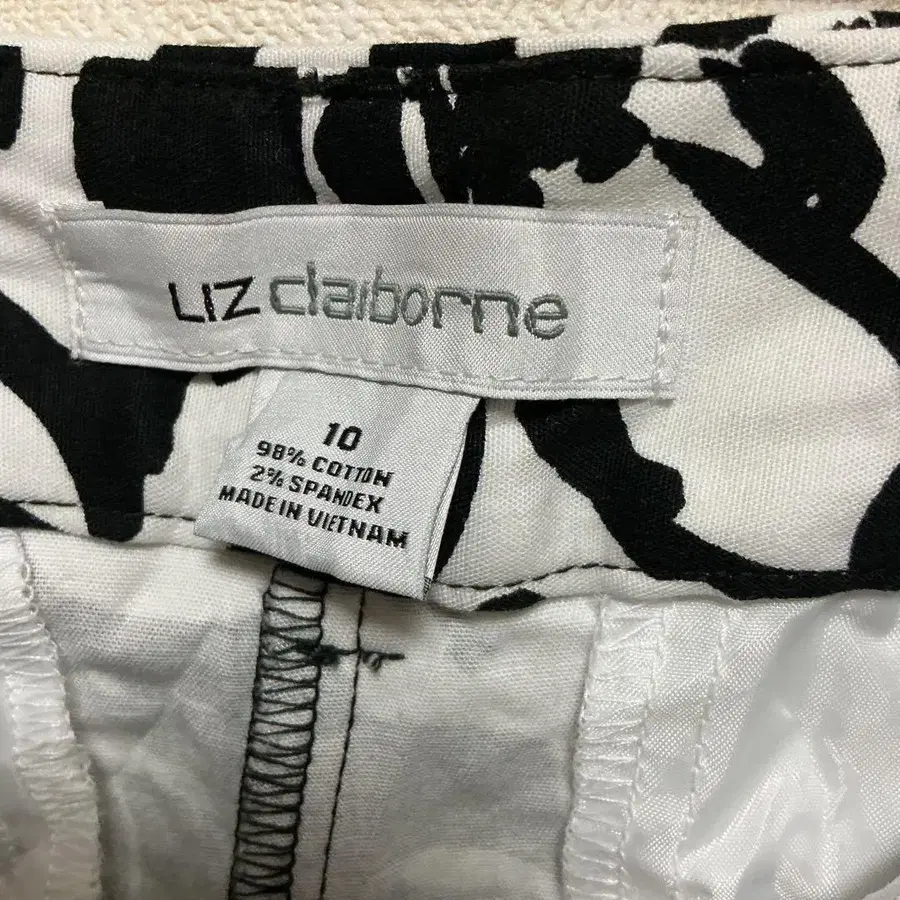 LIZ claiborne
10
98% COTTON
2% SPANDEX
MADE IN VIETNAM